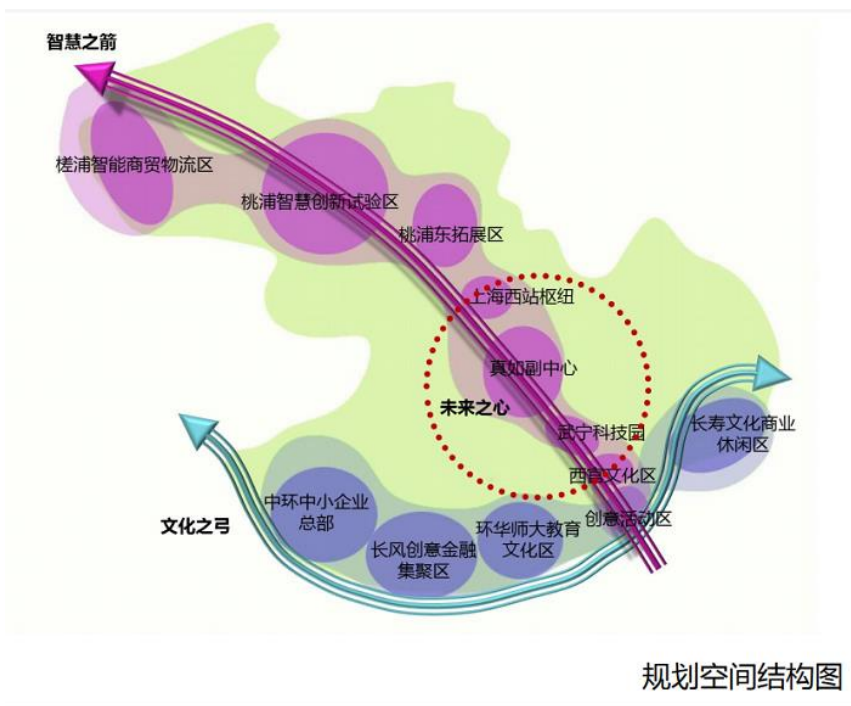 智慧之箭
槎浦智能商贸物流区
桃浦智慧创新试验区
桃浦东拓展区
上海西站枢纽
真如副中心
未来之心
武宁科技园
长寿文化商业
休闲区
西宫文化区
中环中小企业
总部
创意活动区
文化之弓
环华师大教育
文化区
长风创意金融
集聚区
规划空间结构图